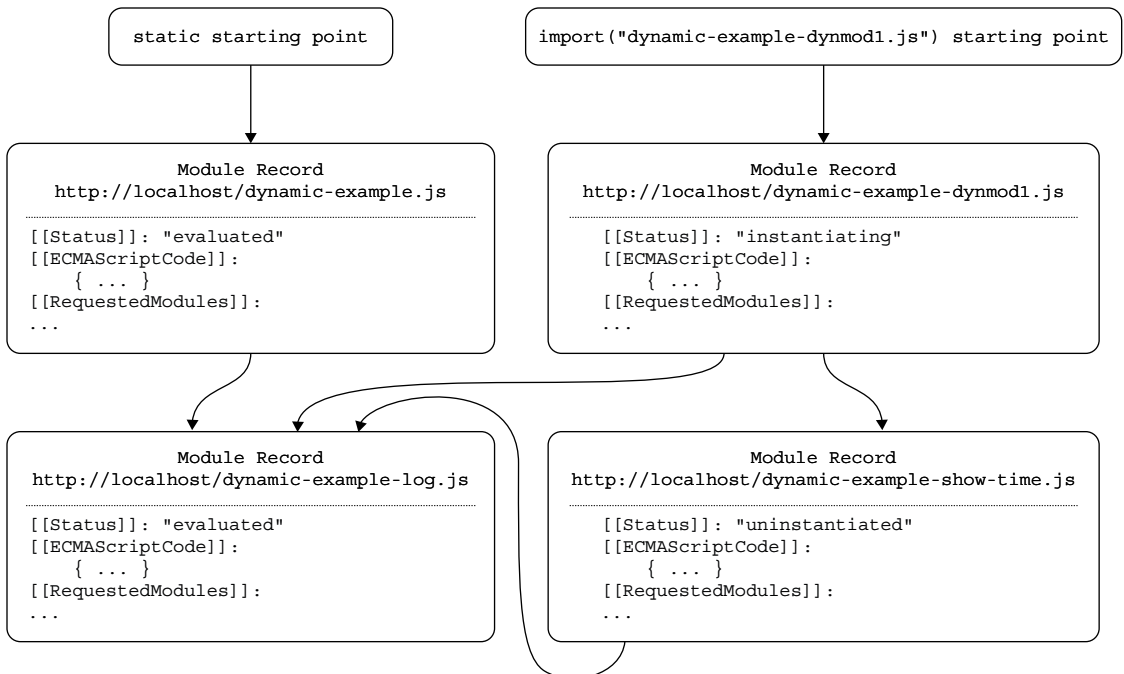 static starting point
import("dynamic-example-dynmod1.js") starting point
Module Record
http://localhost/dynamic-example.js
[[Status]]: "evaluated"
[[ECMAScriptCode]]:
{ ... }
[[RequestedModules]]:
...
Module Record
http://localhost/dynamic-example-dynmod1.js
[[Status]]: "instantiating"
[[ECMAScriptCode]]:
{ ... }
[[RequestedModules]]:
...
Module Record
http://localhost/dynamic-example-log.js
[[Status]]: "evaluated"
[[ECMAScriptCode]]:
{ ... }
[[RequestedModules]]:
...
Module Record
http://localhost/dynamic-example-show-time.js
[[Status]]: "uninstantiated"
[[ECMAScriptCode]]:
{ ... }
[[RequestedModules]]:
...